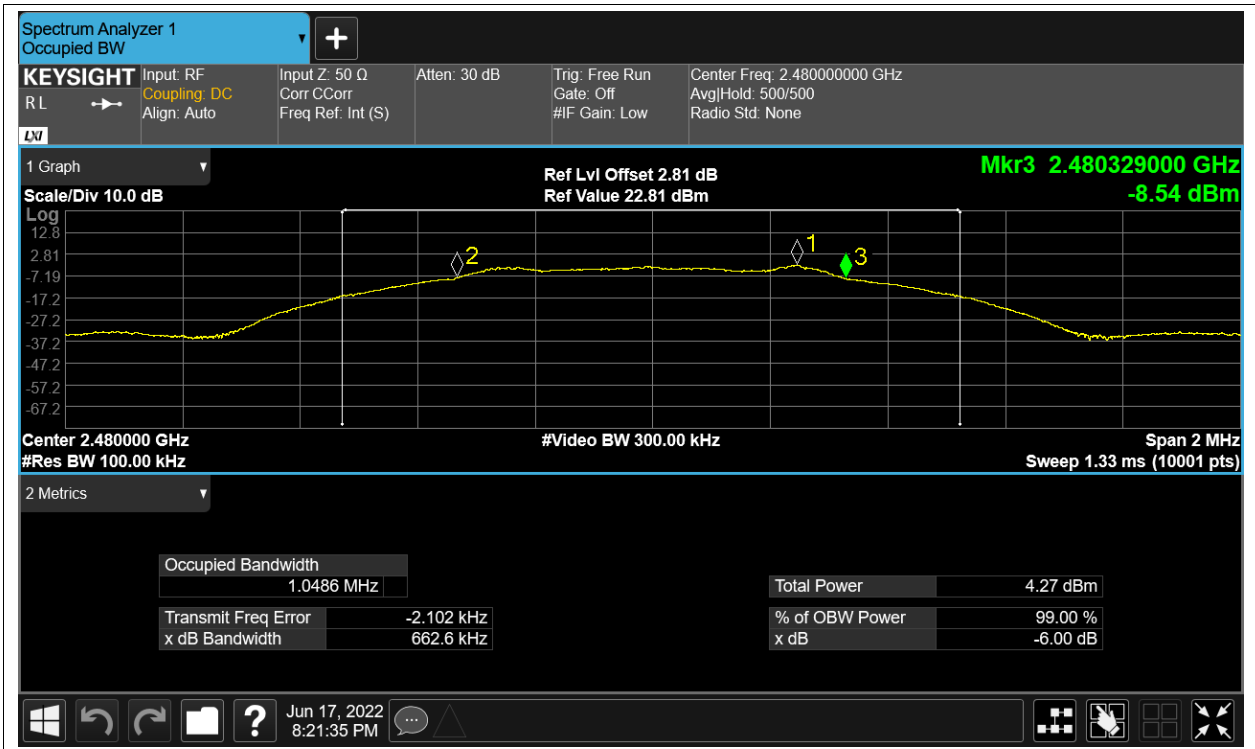 Spectrum Analyzer 1
Occupied BW
KEYSIGHT
R L
LXI
Input: RF
Coupling: DC
Align: Auto
Input Z: 50 Ω
Corr CCorr
Freq Ref: Int (S)
Atten: 30 dB
Trig: Free Run
Gate: Off
#IF Gain: Low
Center Freq: 2.480000000 GHz
Avg|Hold: 500/500
Radio Std: None
1 Graph
Scale/Div 10.0 dB
Ref Lvl Offset 2.81 dB
Ref Value 22.81 dBm
Mkr3 2.480329000 GHz
-8.54 dBm
Log
12.8
2.81
-7.19
-17.2
-27.2
-37.2
-47.2
-57.2
-67.2
2
1
3
Center 2.480000 GHz
#Video BW 300.00 kHz
Span 2 MHz
#Res BW 100.00 kHz
Sweep 1.33 ms (10001 pts)
2 Metrics
Occupied Bandwidth
1.0486 MHz
Transmit Freq Error -2.102 kHz
x dB Bandwidth 662.6 kHz
Total Power 4.27 dBm
% of OBW Power 99.00 %
x dB -6.00 dB
?
Jun 17, 2022
8:21:35 PM